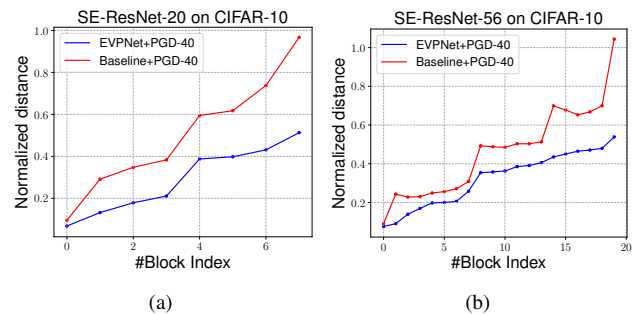 SE-ResNet-20 on CIFAR-10
EVPNet+PGD-40
Baseline+PGD-40
Normalized distance
1.0
0.8
0.6
0.4
0.2
0 2 4 6
#Block Index
(a)
SE-ResNet-56 on CIFAR-10
EVPNet+PGD-40
Baseline+PGD-40
Normalized distance
1.0
0.8
0.6
0.4
0.2
0 5 10 15 20
#Block Index
(b)